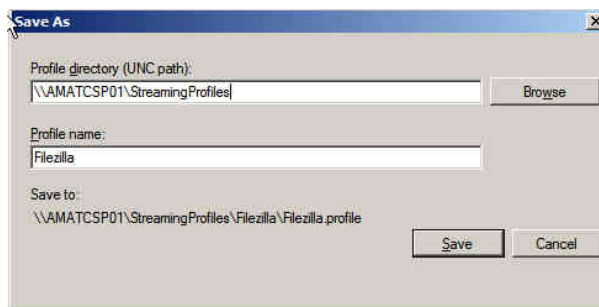 Save As
Profile directory (UNC path):
\\AMATCSP01\StreamingProfiles
Browse
Profile name:
Filezilla
Save to:
\\AMATCSP01\StreamingProfiles\Filezilla\Filezilla.profile
Save Cancel